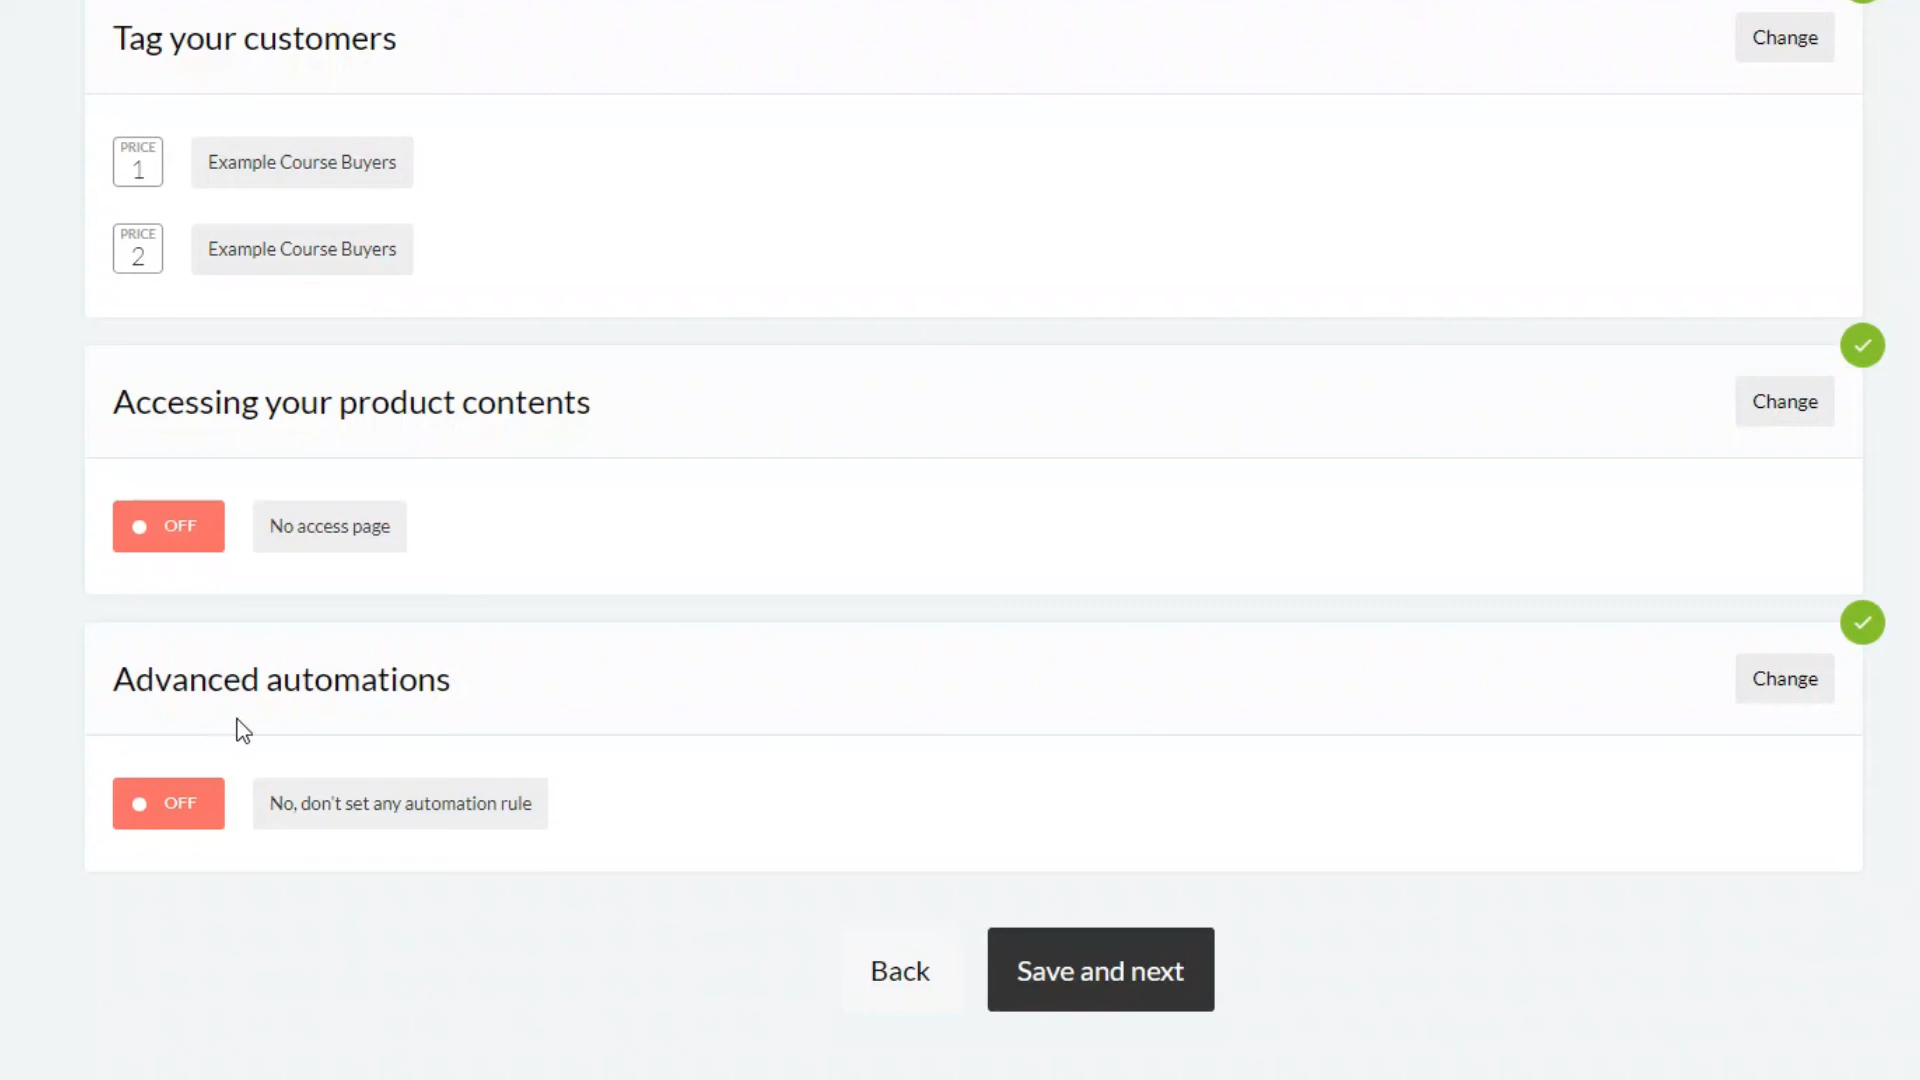 Tag your customers
Change
PRICE
1
Example Course Buyers
PRICE
2
Example Course Buyers
Accessing your product contents
Change
OFF
No access page
Advanced automations
Change
OFF
No, don't set any automation rule
Back
Save and next